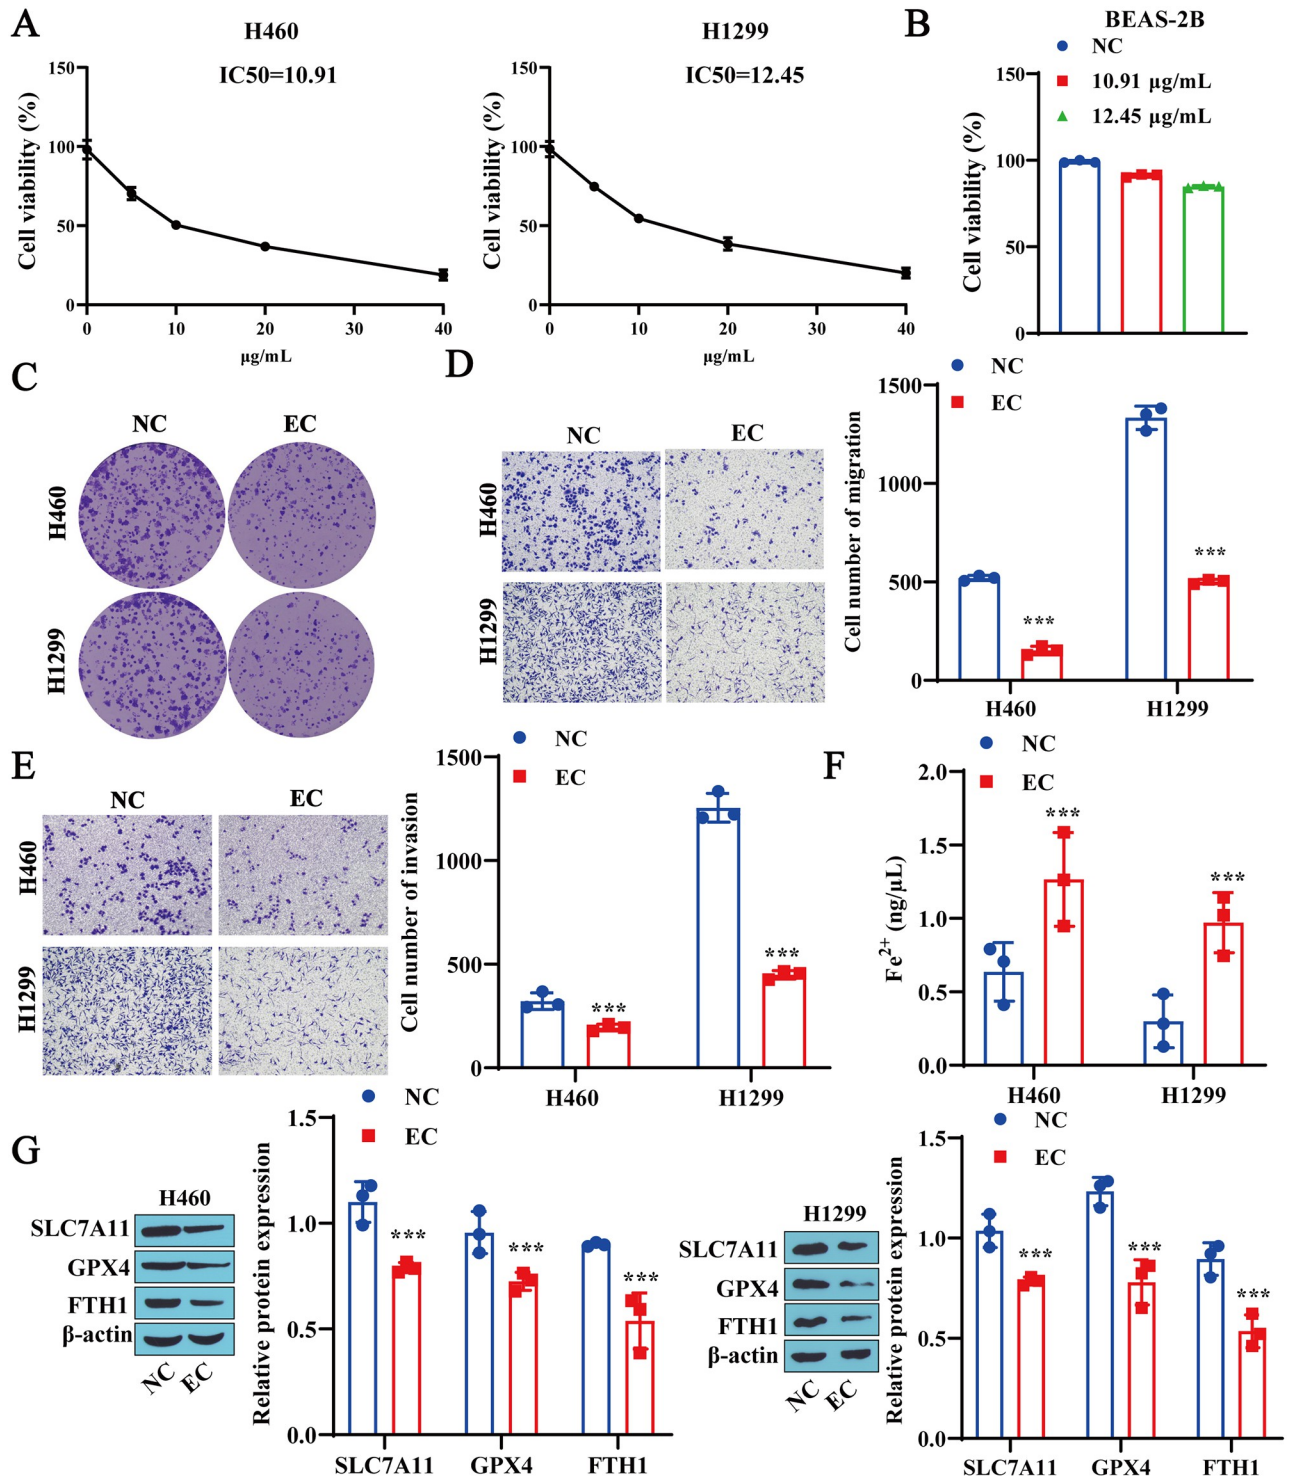 A
H460
IC50=10.91
Cell viability (%)
150
100
50
0
0 10 20 30 40
µg/mL
H1299
IC50=12.45
Cell viability (%)
150
100
50
0
0 10 20 30 40
µg/mL
B
BEAS-2B
NC
10.91 µg/mL
12.45 µg/mL
Cell viability (%)
150
100
50
0
C
NC EC
H460
H1299
D
NC EC
H460
H1299
NC
EC
Cell number of migration
1500
1000
500
0
***
***
H460 H1299
E
NC EC
H460
H1299
NC
EC
Cell number of invasion
1500
1000
500
0
***
***
H460 H1299
F
NC
EC
Fe2+ (ng/µL)
2.0
1.5
1.0
0.5
0.0
***
***
H460 H1299
G
H460
SLC7A11
GPX4
FTH1
β-actin
NC EC
NC
EC
Relative protein expression
1.5
1.0
0.5
0.0
***
***
***
SLC7A11 GPX4 FTH1
H1299
SLC7A11
GPX4
FTH1
β-actin
NC EC
NC
EC
Relative protein expression
1.5
1.0
0.5
0.0
***
***
***
SLC7A11 GPX4 FTH1